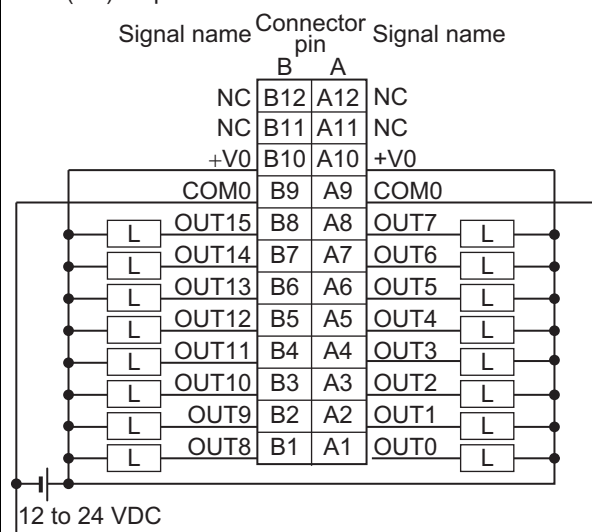 Signal name Connector pin Signal name
B A
NC B12 A12 NC
NC B11 A11 NC
+V0 B10 A10 +V0
COM0 B9 A9 COM0
L OUT15 B8 A8 OUT7 L
L OUT14 B7 A7 OUT6 L
L OUT13 B6 A6 OUT5 L
L OUT12 B5 A5 OUT4 L
L OUT11 B4 A4 OUT3 L
L OUT10 B3 A3 OUT2 L
L OUT9 B2 A2 OUT1 L
L OUT8 B1 A1 OUT0 L
12 to 24 VDC